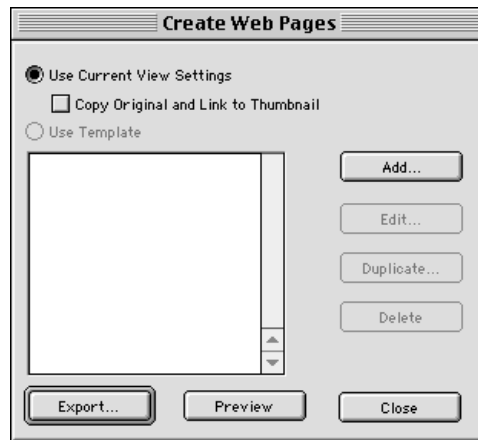 Create Web Pages
Use Current View Settings
Copy Original and Link to Thumbnail
Use Template
Add...
Edit...
Duplicate...
Delete
Export...
Preview
Close